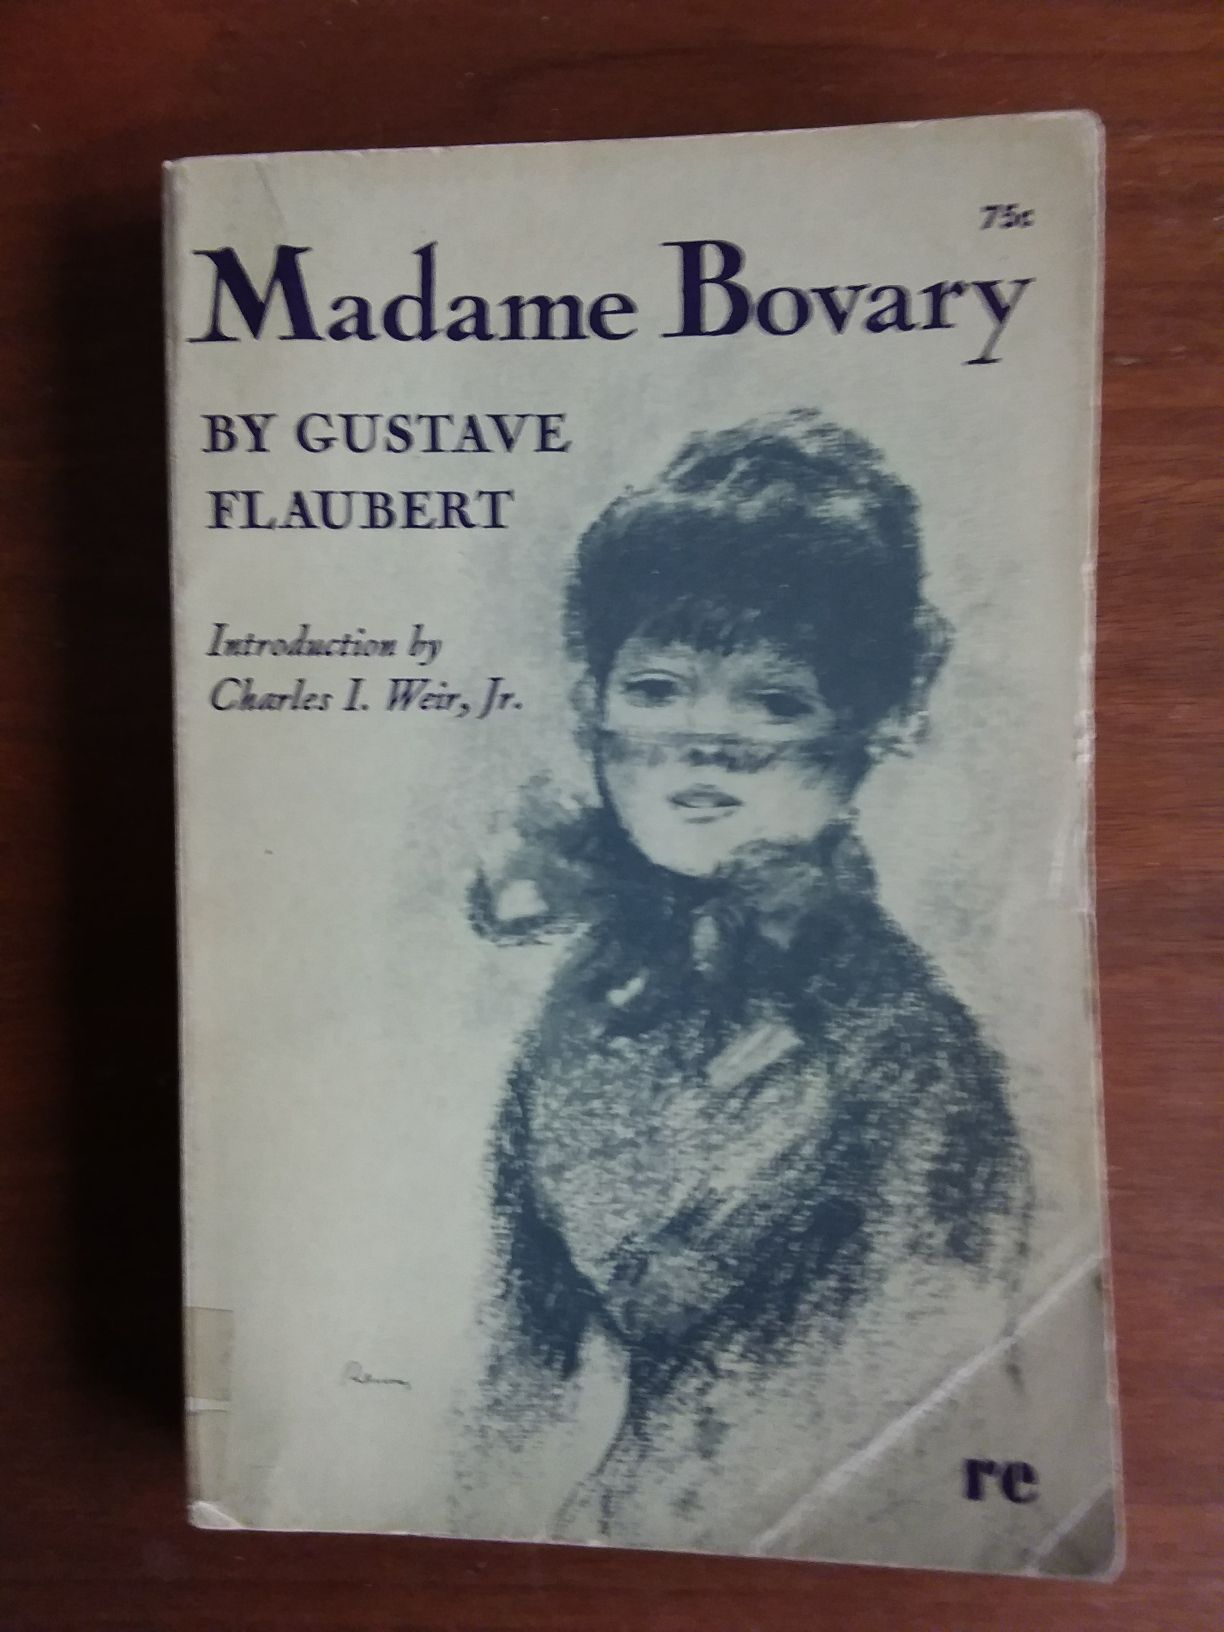 75c
Madame Bovary
BY GUSTAVE
FLAUBERT
Introduction by
Charles I. Weir, Jr.
re